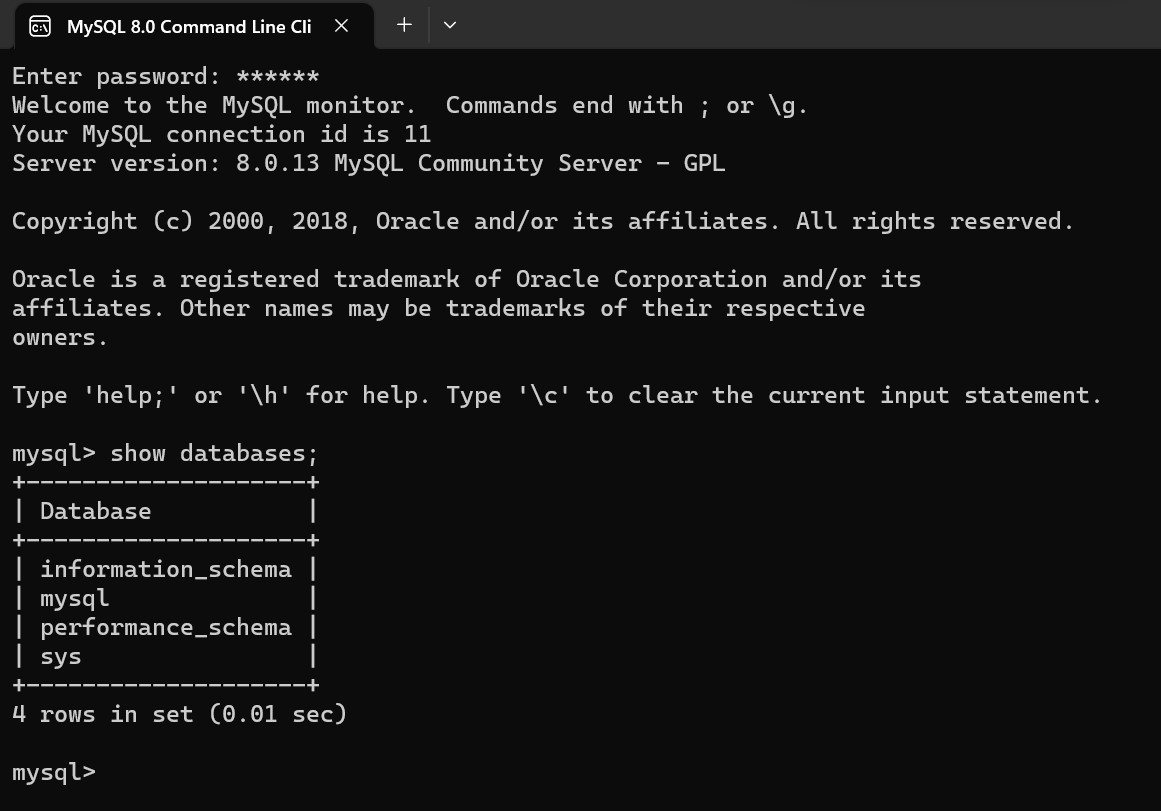 MySQL 8.0 Command Line Cli
Enter password: ******
Welcome to the MySQL monitor.  Commands end with ; or \g.
Your MySQL connection id is 11
Server version: 8.0.13 MySQL Community Server - GPL

Copyright (c) 2000, 2018, Oracle and/or its affiliates. All rights reserved.

Oracle is a registered trademark of Oracle Corporation and/or its
affiliates. Other names may be trademarks of their respective
owners.

Type 'help;' or '\h' for help. Type '\c' to clear the current input statement.

mysql> show databases;
+--------------------+
| Database           |
+--------------------+
| information_schema |
| mysql              |
| performance_schema |
| sys                |
+--------------------+
4 rows in set (0.01 sec)

mysql>